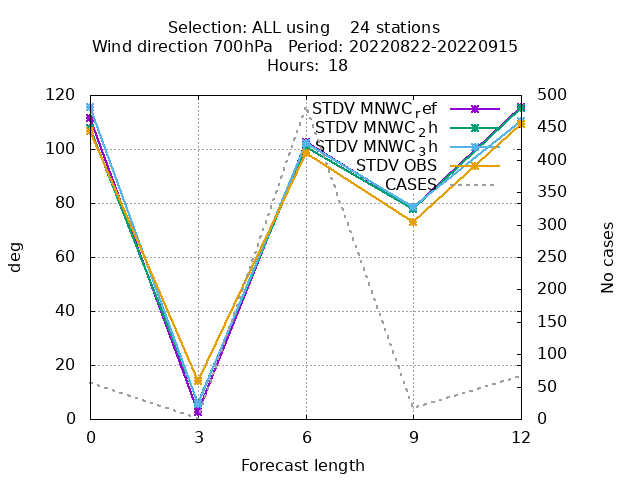 Selection: ALL using    24 stations
Wind direction 700hPa   Period: 20220822-20220915
Hours:  18
120
100
80
60
40
20
0
deg
500
450
400
350
300
250
200
150
100
50
0
No cases
STDV MNWC_ref
STDV MNWC_2h
STDV MNWC_3h
STDV OBS
CASES
0 3 6 9 12
Forecast length